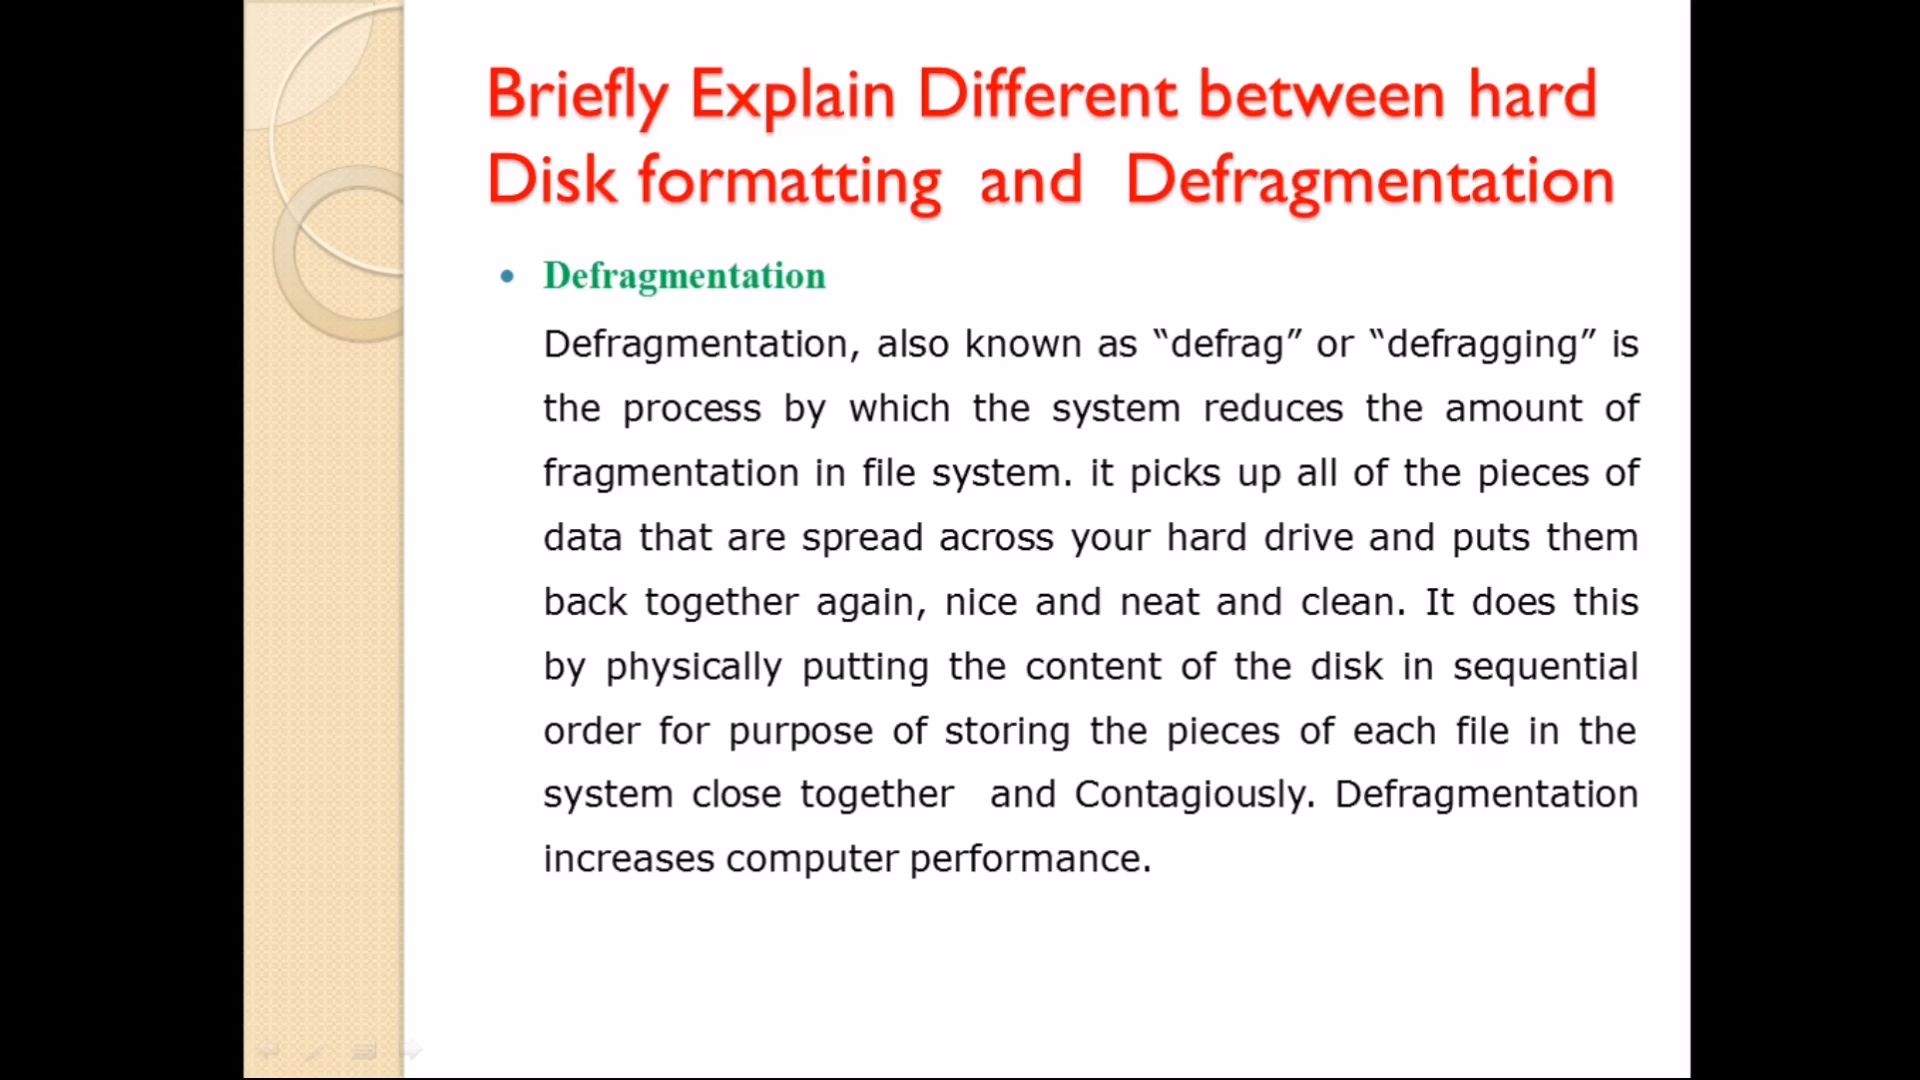 Briefly Explain Different between hard
Disk formatting and Defragmentation
• Defragmentation
Defragmentation, also known as “defrag” or “defragging” is
the process by which the system reduces the amount of
fragmentation in file system. it picks up all of the pieces of
data that are spread across your hard drive and puts them
back together again, nice and neat and clean. It does this
by physically putting the content of the disk in sequential
order for purpose of storing the pieces of each file in the
system close together and Contagiously. Defragmentation
increases computer performance.